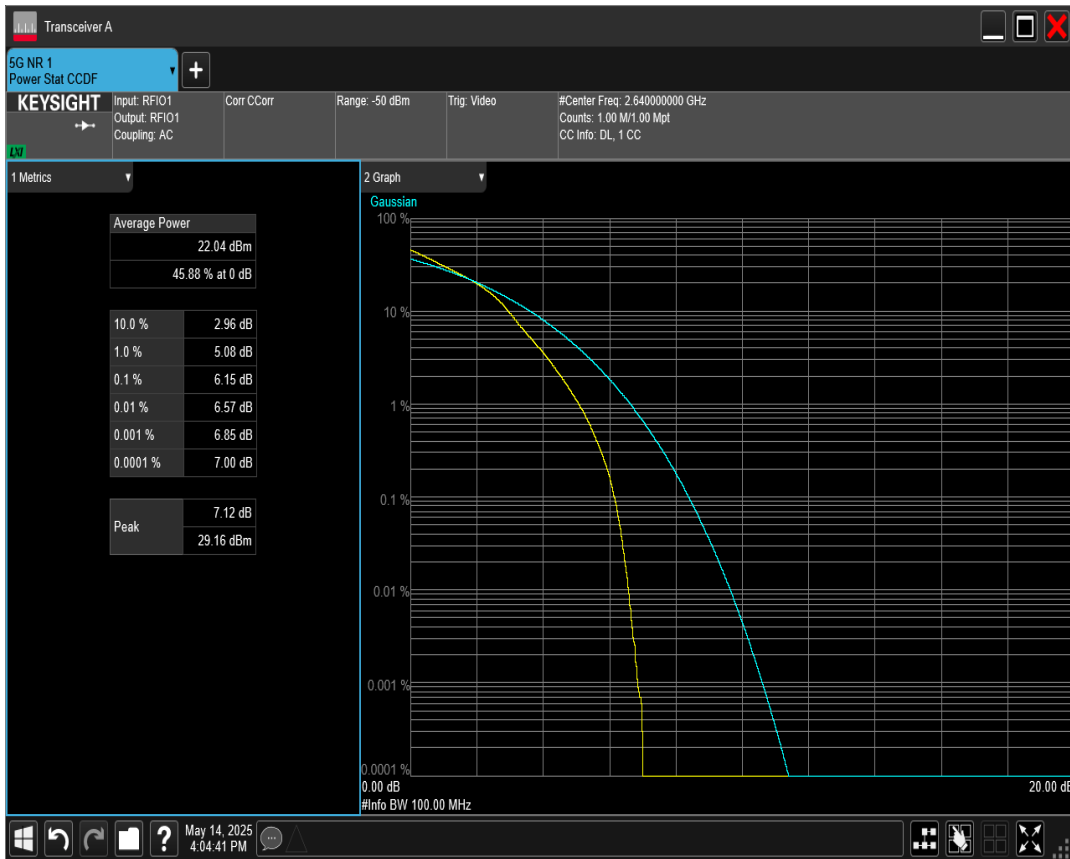 Transceiver A
5G NR 1
Power Stat CCDF
KEYSIGHT
LXI
Input: RFIO1
Output: RFIO1
Coupling: AC
Corr CCorr
Range: -50 dBm
Trig: Video
#Center Freq: 2.640000000 GHz
Counts: 1.00 M/1.00 Mpt
CC Info: DL, 1 CC
1 Metrics
Average Power
22.04 dBm
45.88 % at 0 dB
10.0 % 2.96 dB
1.0 % 5.08 dB
0.1 % 6.15 dB
0.01 % 6.57 dB
0.001 % 6.85 dB
0.0001 % 7.00 dB
Peak
7.12 dB
29.16 dBm
2 Graph
Gaussian
100 %
10 %
1 %
0.1 %
0.01 %
0.001 %
0.0001 %
0.00 dB 20.00 dB
#Info BW 100.00 MHz
May 14, 2025
4:04:41 PM